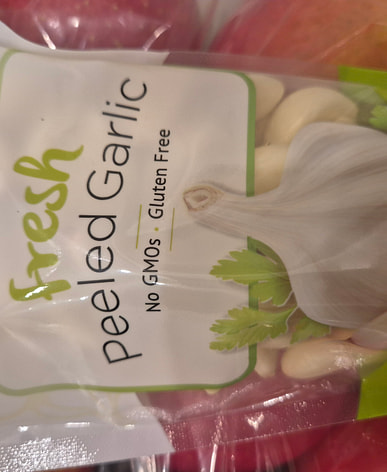 fresh
Peeled Garlic
No GMOs · Gluten Free